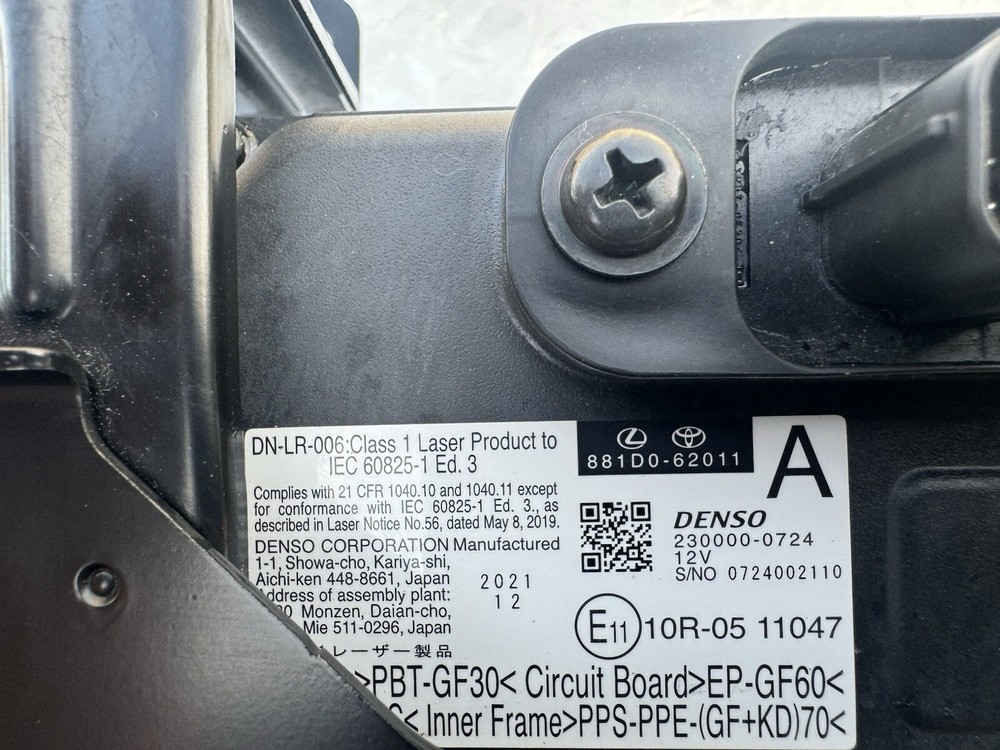 DN-LR-006:Class 1 Laser Product to
IEC 60825-1 Ed. 3
Complies with 21 CFR 1040.10 and 1040.11 except
for conformance with IEC 60825-1 Ed. 3., as
described in Laser Notice No.56, dated May 8, 2019.
DENSO CORPORATION Manufactured
1-1, Showa-cho, Kariya-shi,
Aichi-ken 448-8661, Japan
2021
12
ddress of assembly plant:
Monzen, Daian-cho,
Mie 511-0296, Japan
レーザー製品
881D0-62011
A
DENSO
230000-0724
12V
S/NO 0724002110
E11 10R-05 11047
>PBT-GF30< Circuit Board>EP-GF60<
< Inner Frame>PPS-PPE-(GF+KD)70<